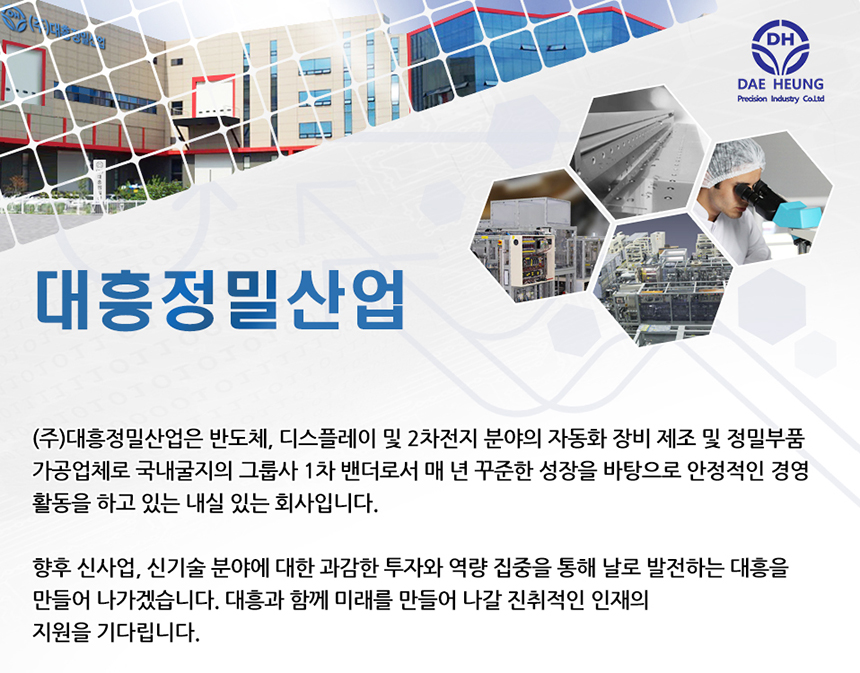 (주)대흥정밀산업
DH
DAE HEUNG
Precision Industry Co.Ltd
대흥정밀산업
(주)대흥정밀산업은 반도체, 디스플레이 및 2차전지 분야의 자동화 장비 제조 및 정밀부품
가공업체로 국내굴지의 그룹사 1차 밴더로서 매 년 꾸준한 성장을 바탕으로 안정적인 경영
활동을 하고 있는 내실 있는 회사입니다.
향후 신사업, 신기술 분야에 대한 과감한 투자와 역량 집중을 통해 날로 발전하는 대흥을
만들어 나가겠습니다. 대흥과 함께 미래를 만들어 나갈 진취적인 인재의
지원을 기다립니다.